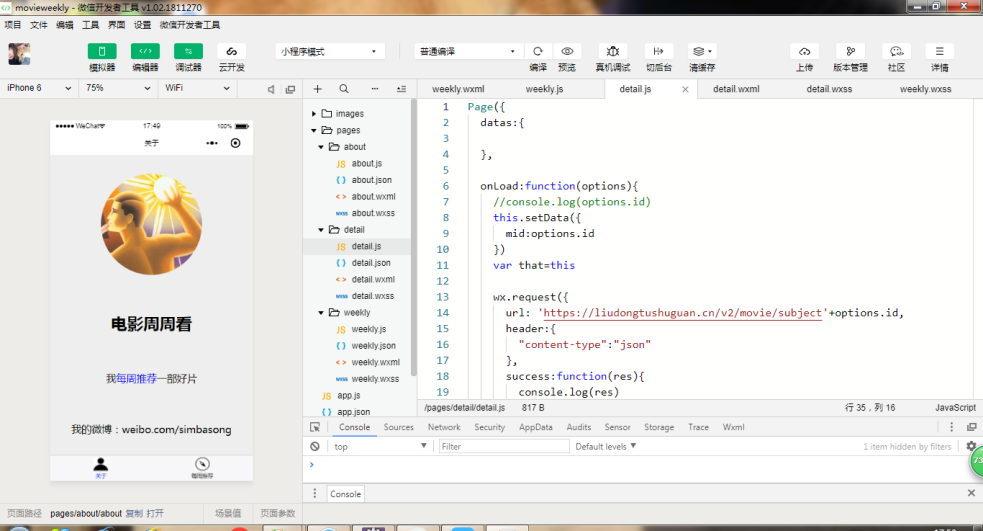 movieweekly - 微信开发者工具 v1.02.1811270
项目 文件 编辑 工具 界面 设置 微信开发者工具
小程序模式
普通编译
模拟器 编辑器 调试器 云开发
编译 预览 真机调试 切后台 清缓存
上传 版本管理 社区 详情
iPhone 6 75% WiFi
weekly.wxml weekly.js detail.js detail.wxml detail.wxss weekly.wxss
WeChat 17:49 100%
关于
电影周周看
我每周推荐一部好片
我的微博：weibo.com/simbasong
关于
每周推荐
images
pages
about
JS about.js
{ } about.json
< > about.wxml
wxss about.wxss
detail
JS detail.js
{ } detail.json
< > detail.wxml
wxss detail.wxss
weekly
JS weekly.js
{ } weekly.json
< > weekly.wxml
wxss weekly.wxss
JS app.js
{ } app.json
1 Page({
2 datas:{
3
4 },
5
6 onLoad:function(options){
7 //console.log(options.id)
8 this.setData({
9 mid:options.id
10 })
11 var that=this
12
13 wx.request({
14 url: 'https://liudongtushuguan.cn/v2/movie/subject'+options.id,
15 header:{
16 "content-type":"json"
17 },
18 success:function(res){
19 console.log(res)
/pages/detail/detail.js 817 B 行 35，列 16 JavaScript
Console Sources Network Security AppData Audits Sensor Storage Trace Wxml
top Filter Default levels 1 item hidden by filters
73
Console
页面路径 pages/about/about 复制 打开 场景值 页面参数